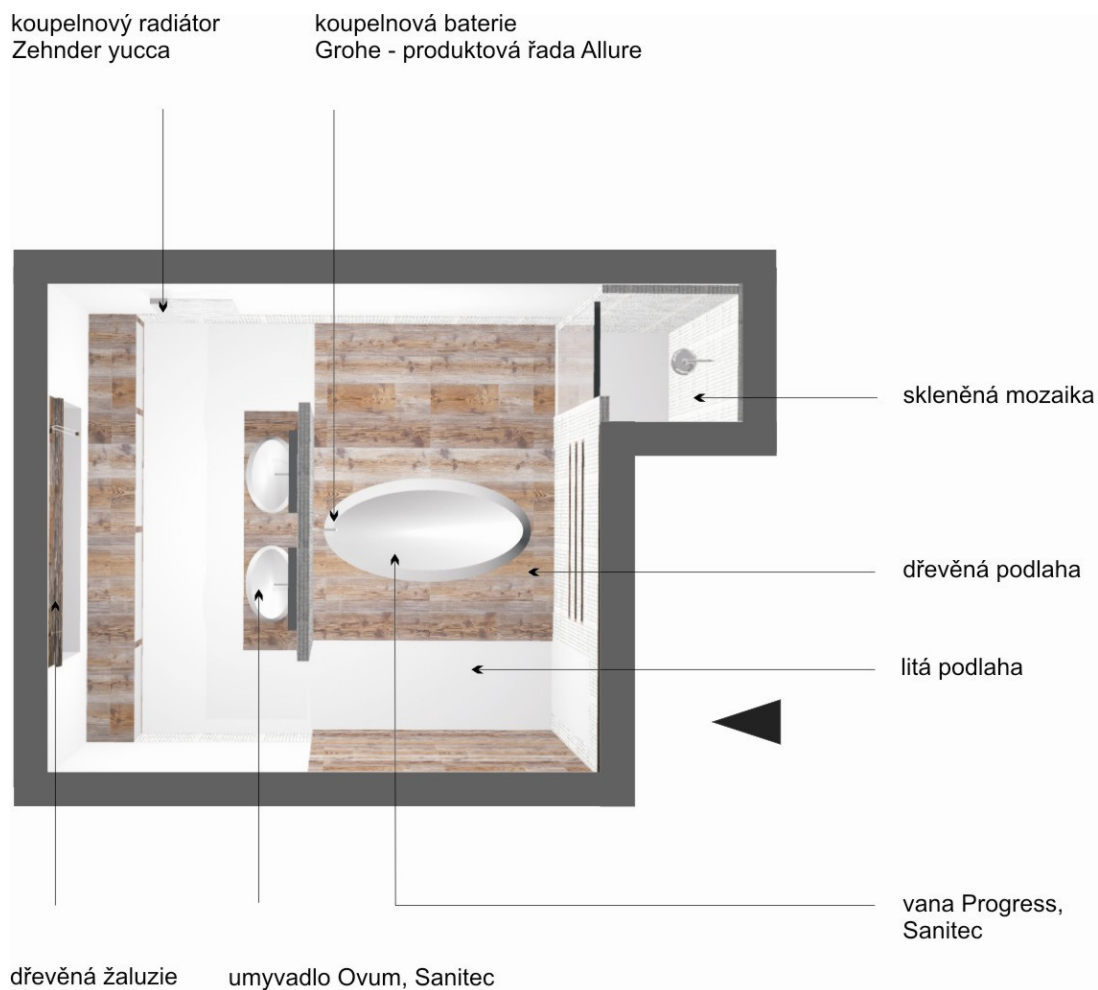 koupelnový radiátor
Zehnder yucca
koupelnová baterie
Grohe - produktová řada Allure
skleněná mozaika
dřevěná podlaha
litá podlaha
vana Progress,
Sanitec
dřevěná žaluzie
umyvadlo Ovum, Sanitec